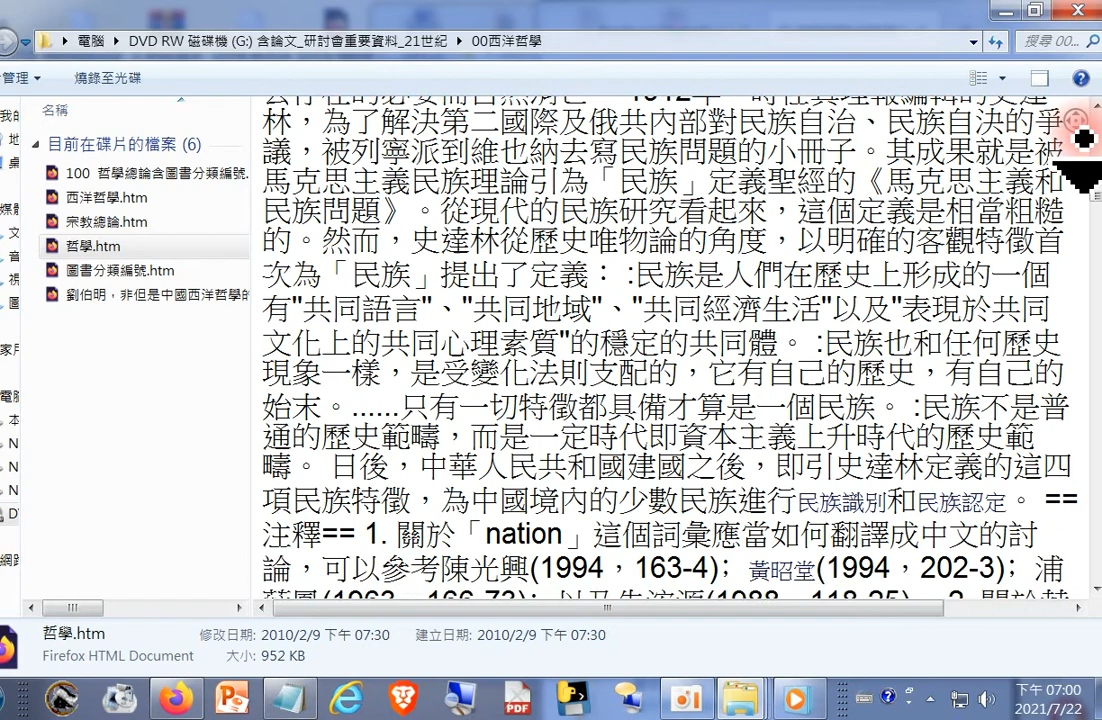 電腦 ▸ DVD RW 磁碟機 (G:) 含論文_研討會重要資料_21世紀 ▸ 00西洋哲學
搜尋 00...
管理
燒錄至光碟
名稱
目前在碟片的檔案 (6)
100 哲學總論含圖書分類編號.
西洋哲學.htm
宗教總論.htm
哲學.htm
圖書分類編號.htm
劉伯明，非但是中國西洋哲學的
林，為了解決第二國際及俄共內部對民族自治、民族自決的爭
議，被列寧派到維也納去寫民族問題的小冊子。其成果就是被
馬克思主義民族理論引為「民族」定義聖經的《馬克思主義和
民族問題》。從現代的民族研究看起來，這個定義是相當粗糙
的。然而，史達林從歷史唯物論的角度，以明確的客觀特徵首
次為「民族」提出了定義： :民族是人們在歷史上形成的一個
有"共同語言"、"共同地域"、"共同經濟生活"以及"表現於共同
文化上的共同心理素質"的穩定的共同體。 :民族也和任何歷史
現象一樣，是受變化法則支配的，它有自己的歷史，有自己的
始末。......只有一切特徵都具備才算是一個民族。 :民族不是普
通的歷史範疇，而是一定時代即資本主義上升時代的歷史範
疇。 日後，中華人民共和國建國之後，即引史達林定義的這四
項民族特徵，為中國境內的少數民族進行民族識別和民族認定。 ==
注釋== 1. 關於「nation」這個詞彙應當如何翻譯成中文的討
論，可以參考陳光興(1994，163-4)； 黃昭堂(1994，202-3)；浦
哲學.htm
修改日期: 2010/2/9 下午 07:30
建立日期: 2010/2/9 下午 07:30
Firefox HTML Document
大小: 952 KB
下午 07:00
2021/7/22